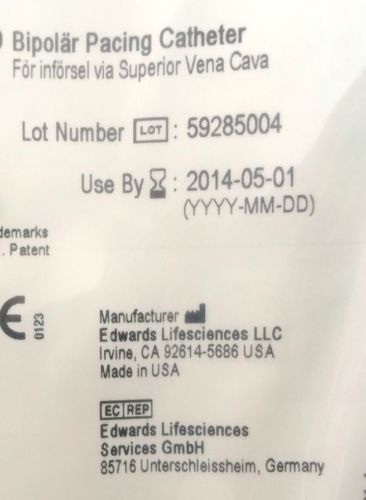 Bipolär Pacing Catheter
För införsel via Superior Vena Cava
Lot Number LOT : 59285004
Use By : 2014-05-01
(YYYY-MM-DD)
demarks
. Patent
CE 0123
Manufacturer
Edwards Lifesciences LLC
Irvine, CA 92614-5686 USA
Made in USA
EC REP
Edwards Lifesciences
Services GmbH
85716 Unterschleissheim, Germany